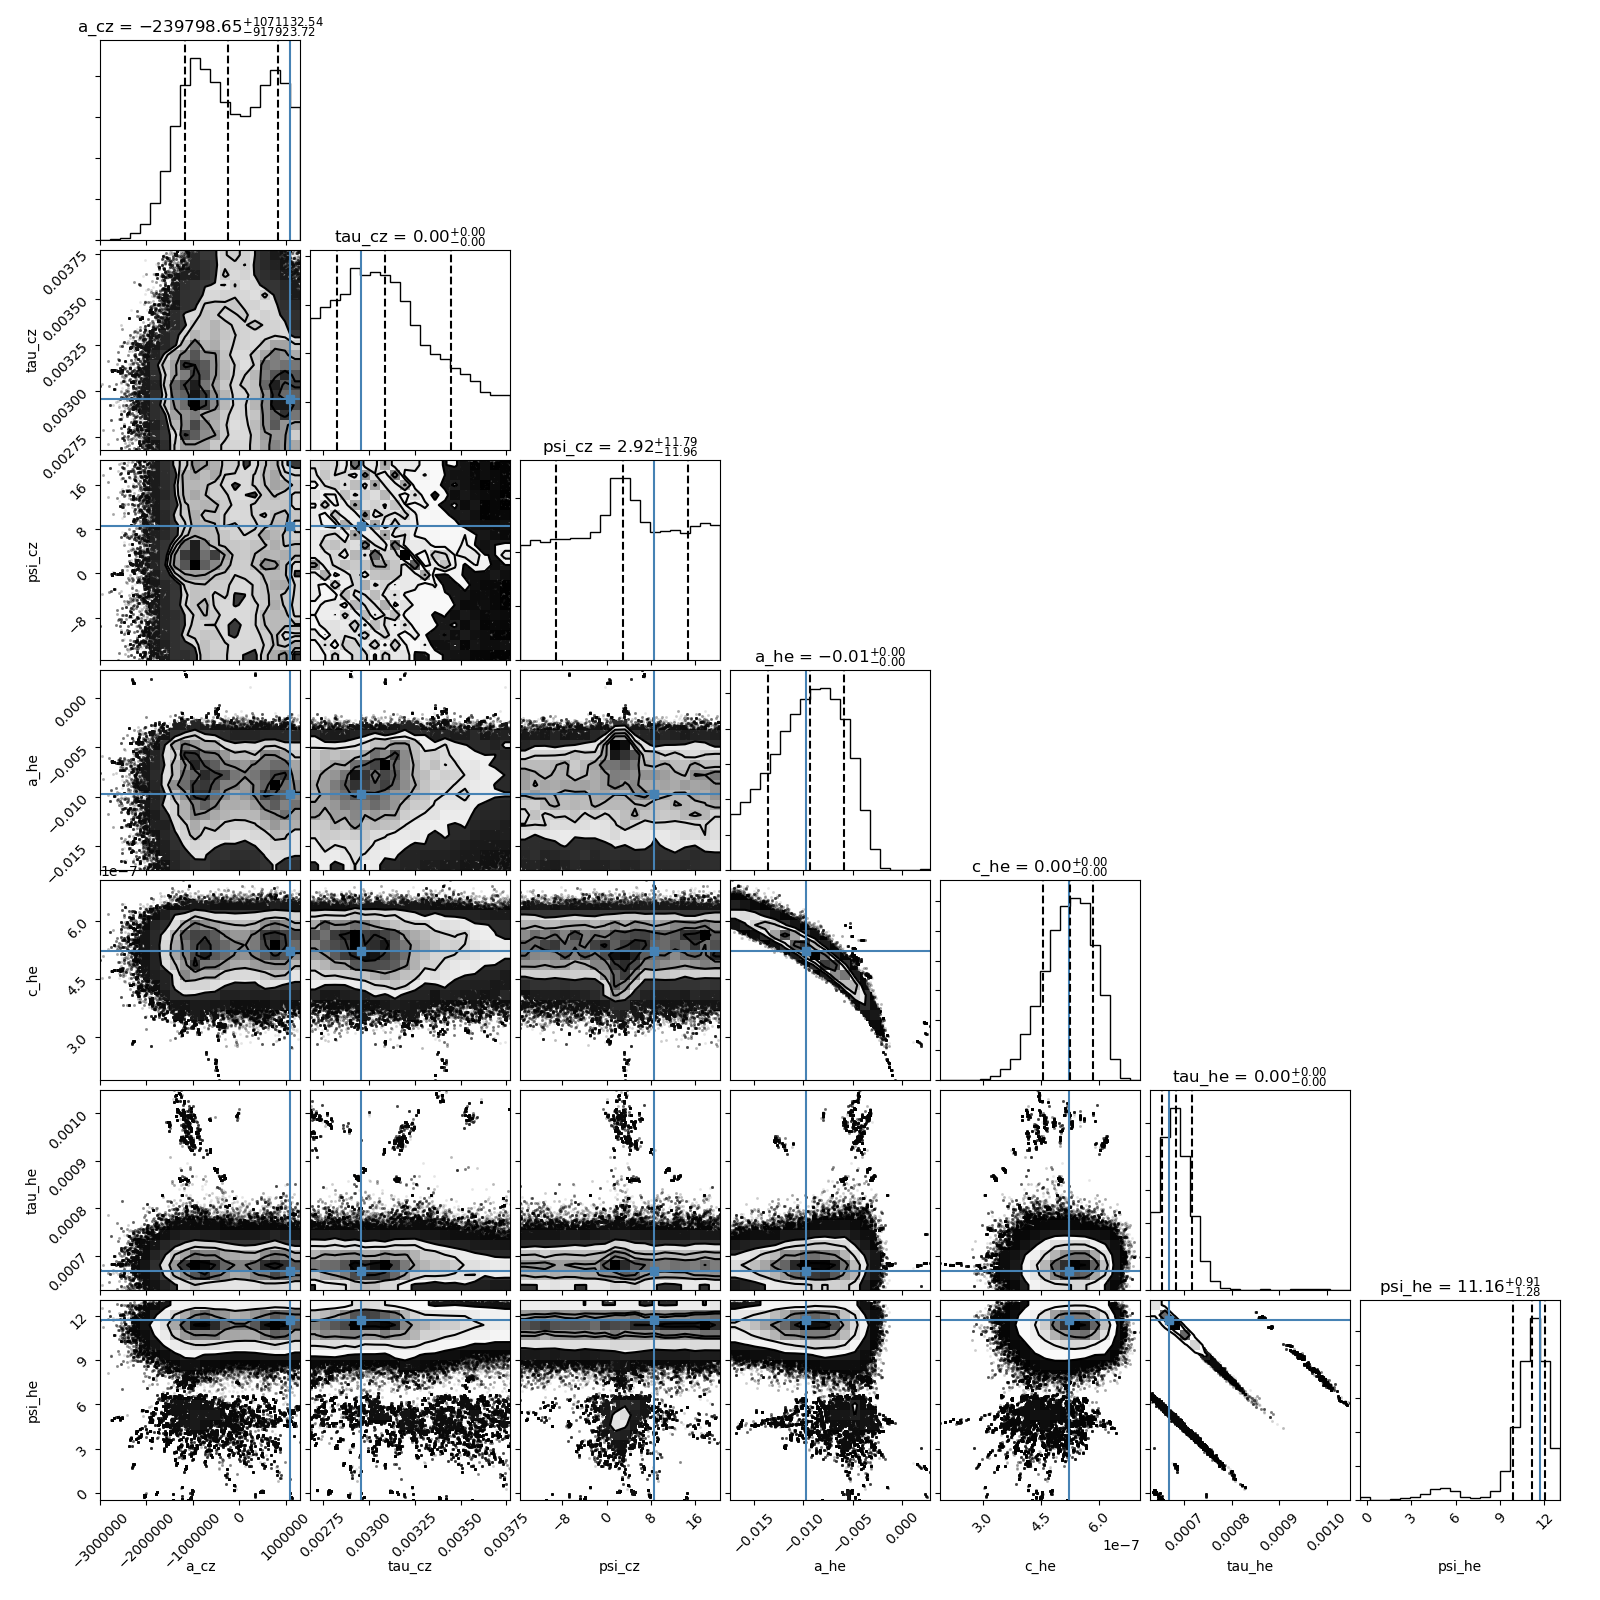 a_cz = −239798.65+1071132.54 −917923.72
tau_cz = 0.00+0.00 −0.00
0.00375
0.00350
0.00325
0.00300
0.00275
tau_cz
psi_cz = 2.92+11.79 −11.96
16
8
0
−8
psi_cz
a_he = −0.01+0.00 −0.00
0.000
−0.005
−0.010
−0.015
a_he
c_he = 0.00+0.00 −0.00
1e−7
6.0
4.5
3.0
c_he
tau_he = 0.00+0.00 −0.00
0.0010
0.0009
0.0008
0.0007
tau_he
psi_he = 11.16+0.91 −1.28
12
9
6
3
0
psi_he
−3000000 −2000000 −1000000 0 1000000
0.00275 0.00300 0.00325 0.00350 0.00375
−8 0 8 16
−0.015 −0.010 −0.005 0.000
3.0 4.5 6.0
1e−7
0.0007 0.0008 0.0009 0.0010
0 3 6 9 12
a_cz tau_cz psi_cz a_he c_he tau_he psi_he